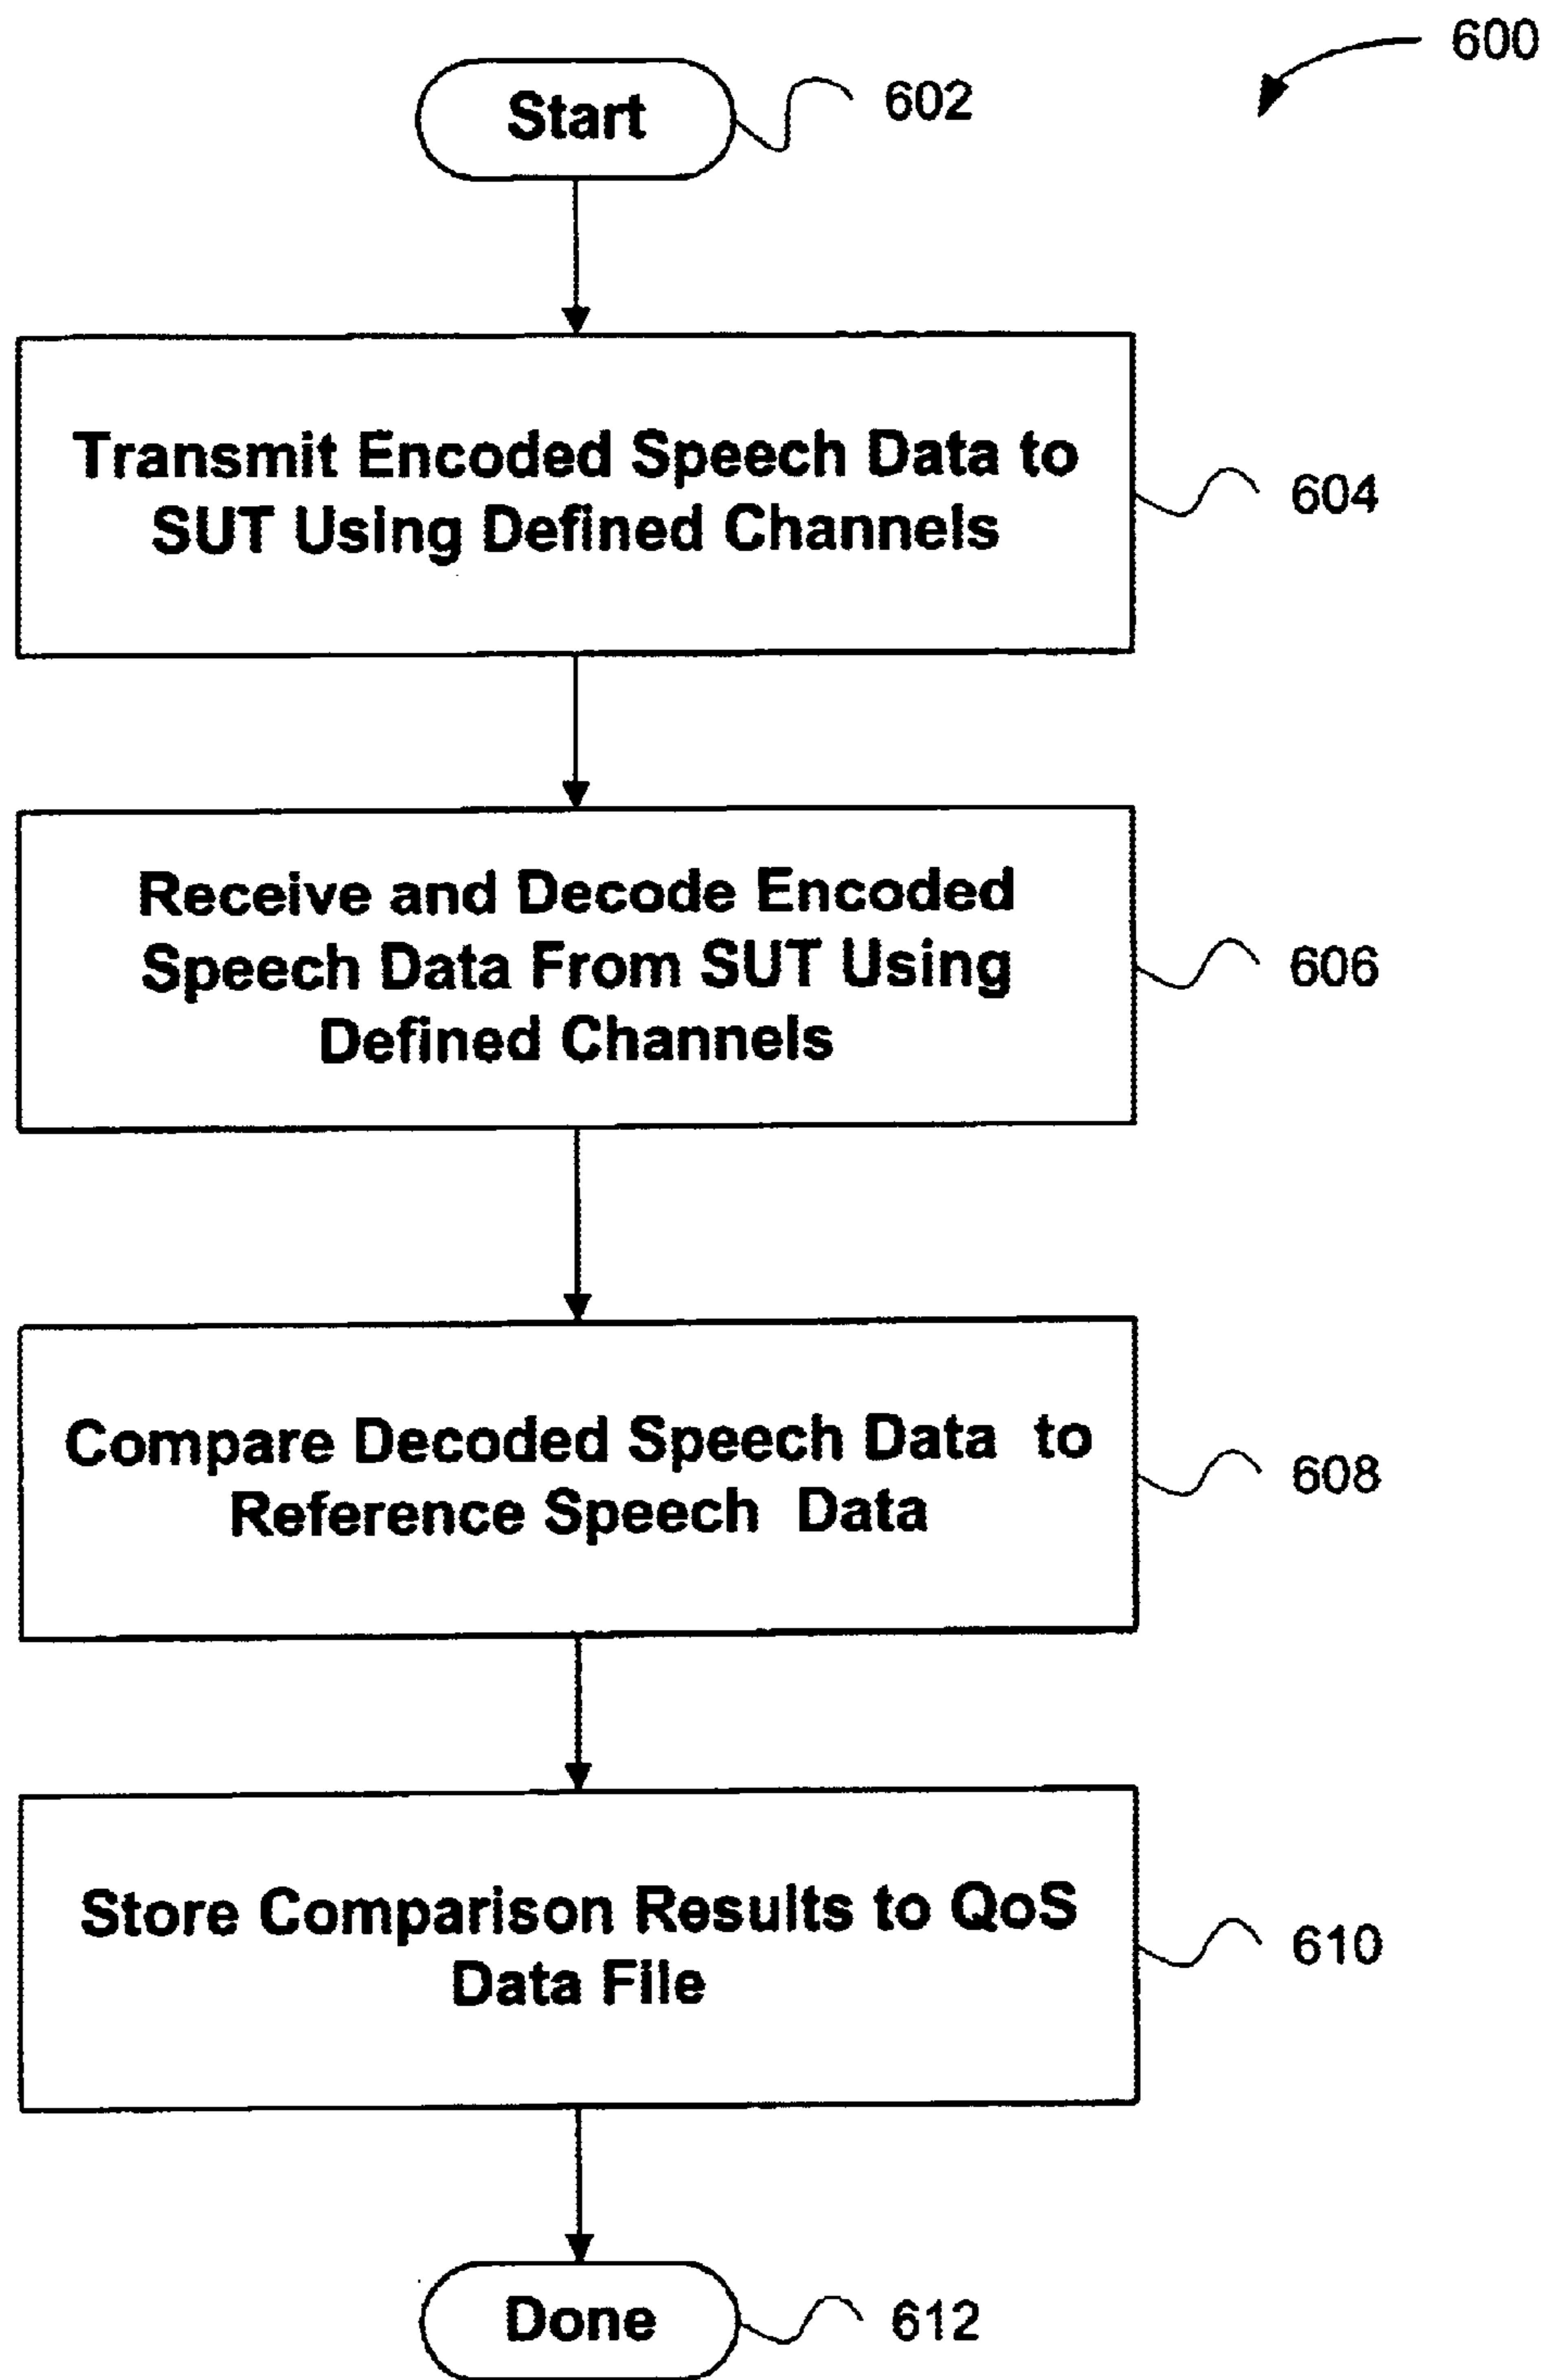 600
Start
602
Transmit Encoded Speech Data to
SUT Using Defined Channels
604
Receive and Decode Encoded
Speech Data From SUT Using
Defined Channels
606
Compare Decoded Speech Data to
Reference Speech Data
608
Store Comparison Results to QoS
Data File
610
Done
612